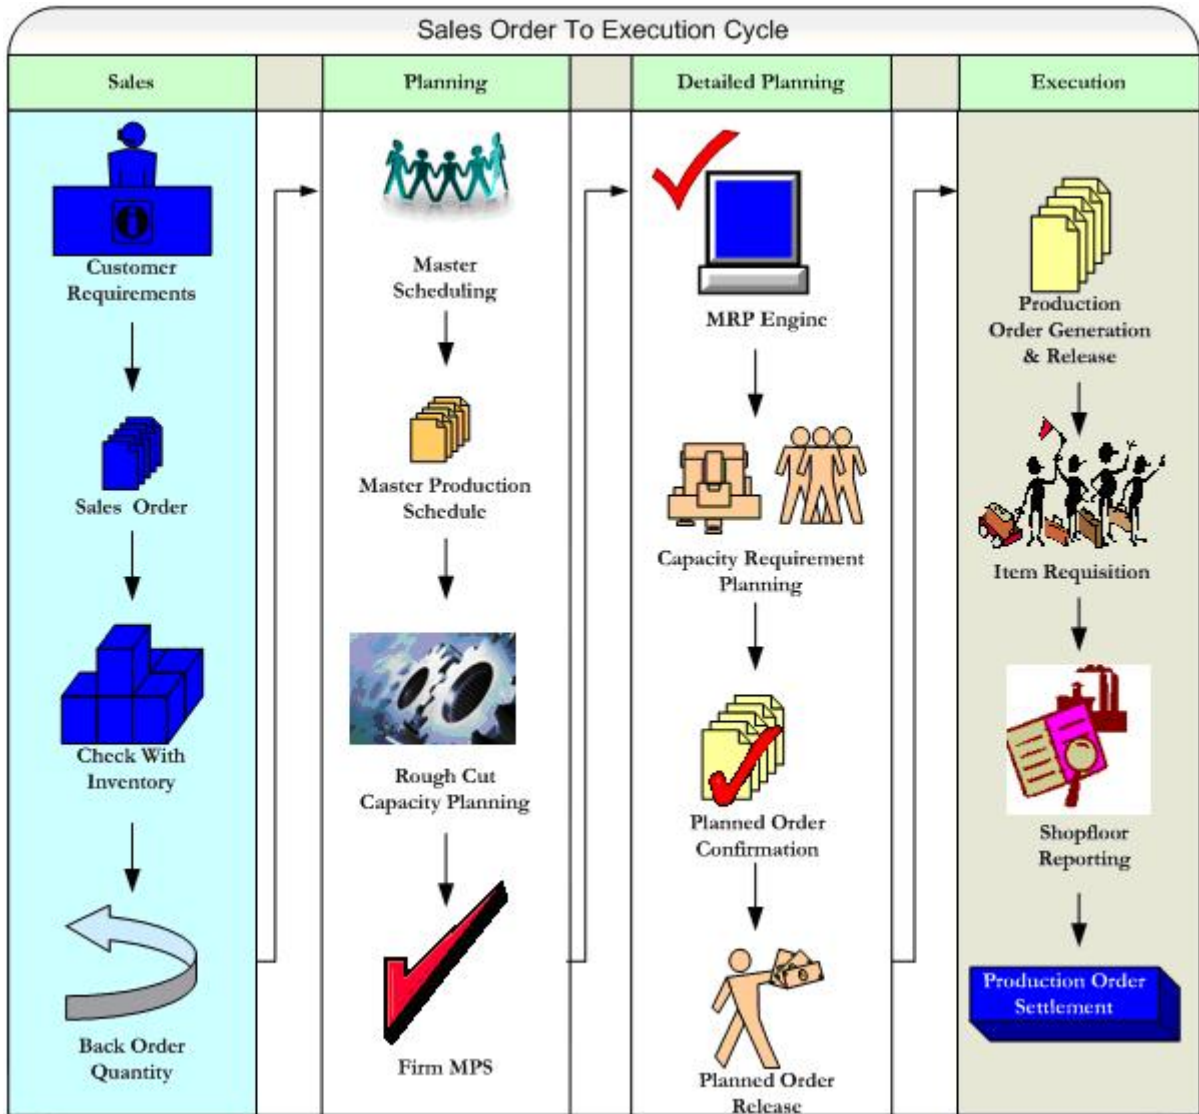 Sales Order To Execution Cycle
Sales
Planning
Detailed Planning
Execution
Customer
Requirements
Sales Order
Check With
Inventory
Back Order
Quantity
Master
Scheduling
Master Production
Schedule
Rough Cut
Capacity Planning
Firm MPS
MRP Engine
Capacity Requirement
Planning
Planned Order
Confirmation
Planned Order
Release
Production
Order Generation
& Release
Item Requisition
Shopfloor
Reporting
Production Order
Settlement